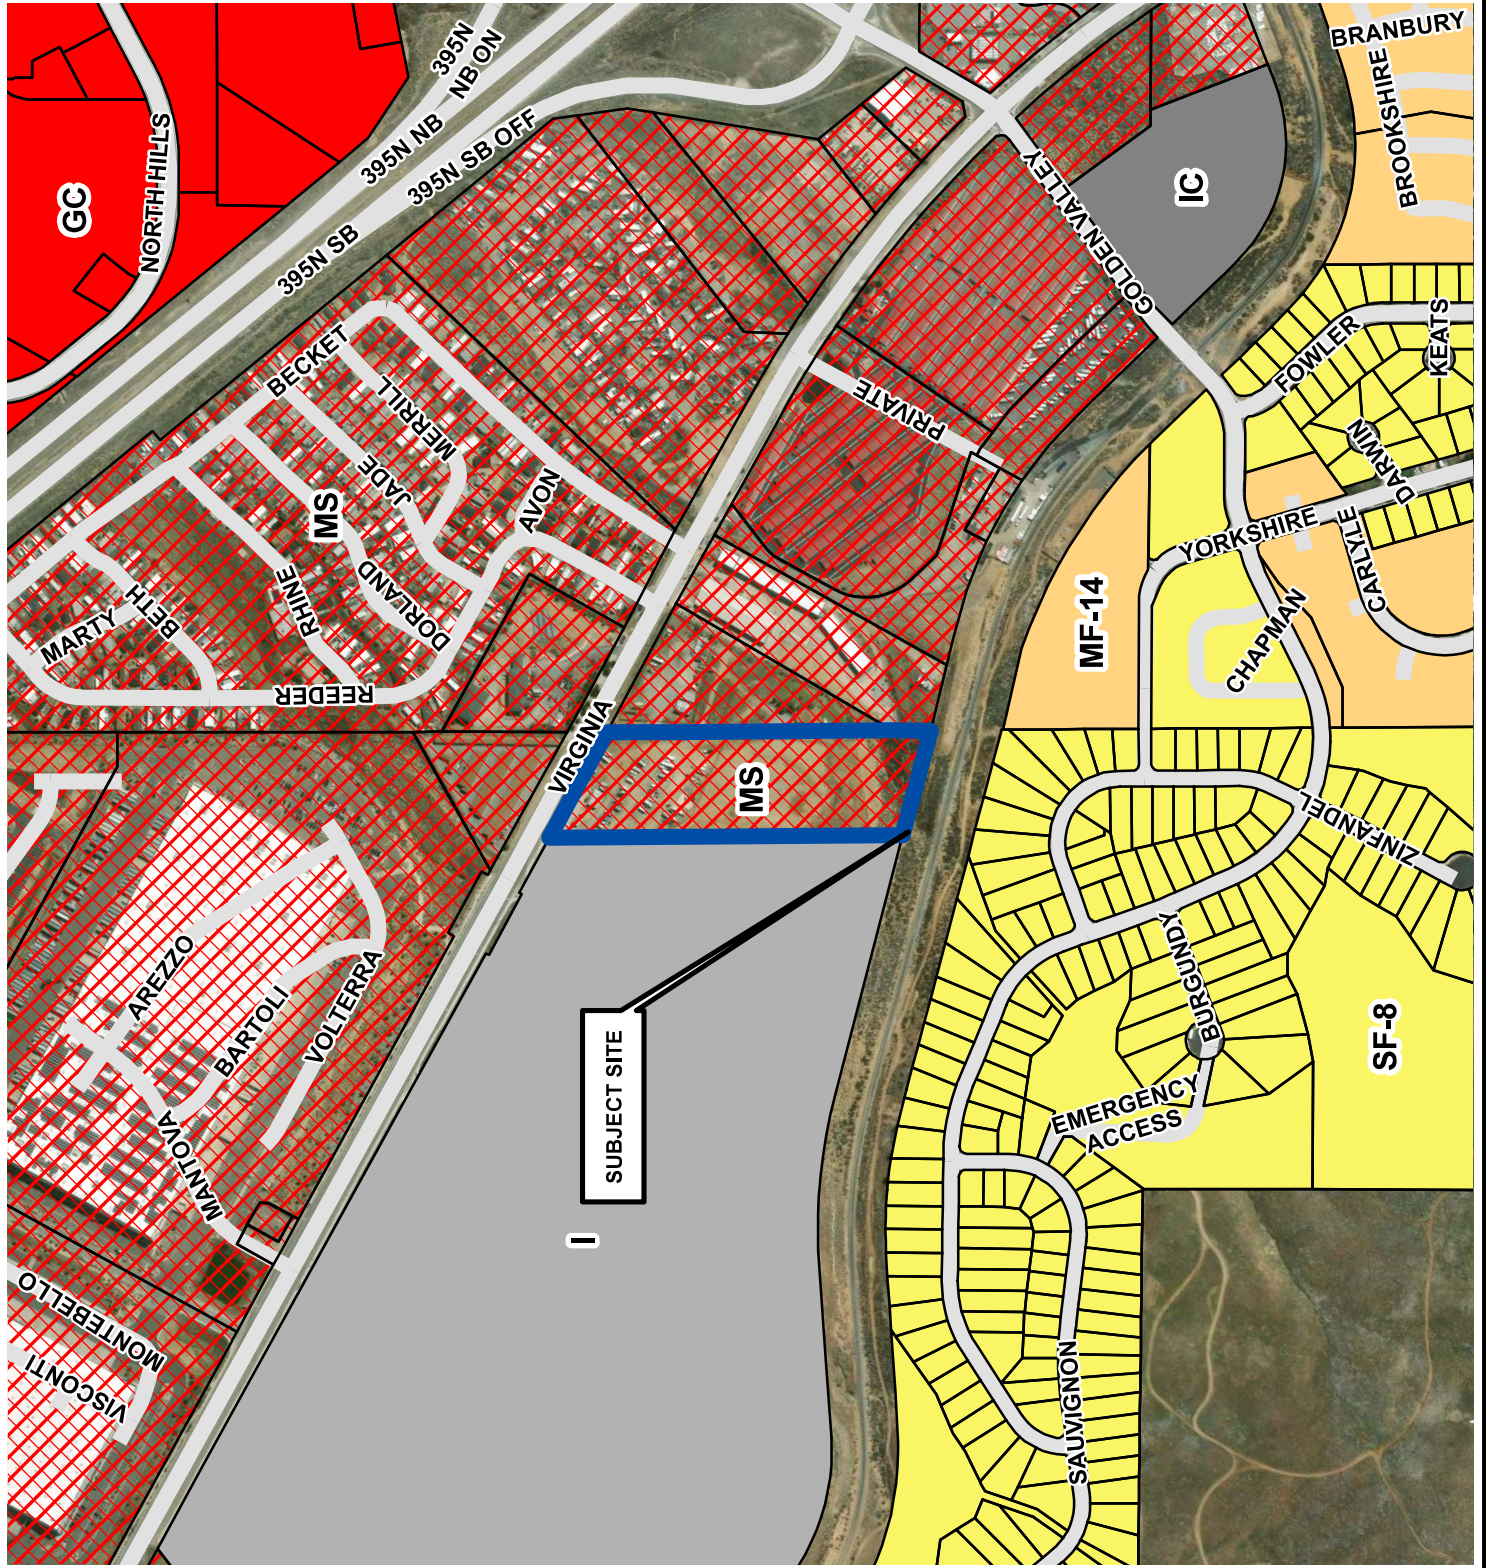 395N
NB ON
BRANBURY
BROOKSHIRE
NORTH HILLS
395N NB
395N SB OFF
GC
GOLDEN VALLEY
IC
395N SB
BECKET
FOWLER
KEATS
MERRILL
PRIVATE
JADE
AVON
MS
DARWIN
YORKSHIRE
CARLYLE
RHINE
DORLAND
BETH
MARTY
MF-14
CHAPMAN
REEDER
VIRGINIA
MS
ZINFANDEL
AREZZO
BARTOLI
VOLTERRA
BURGUNDY
SF-8
SUBJECT SITE
EMERGENCY
ACCESS
MANTOVA
I
MONTEBELLO
VISCONTI
SAUVIGNON